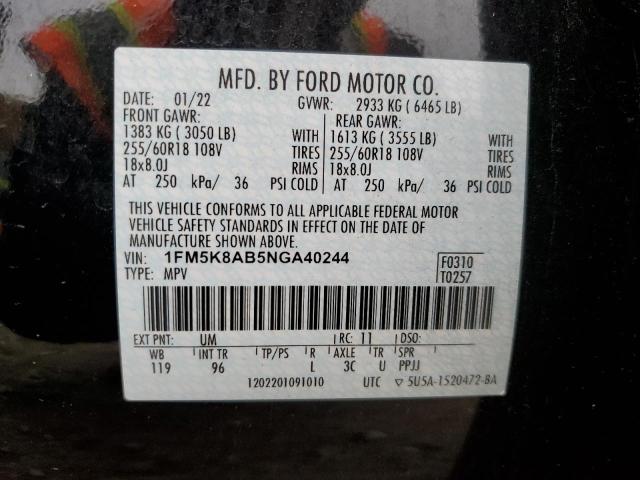 MFD. BY FORD MOTOR CO.
DATE: 01/22 GVWR: 2933 KG ( 6465 LB)
FRONT GAWR: REAR GAWR:
1383 KG ( 3050 LB) WITH 1613 KG ( 3555 LB) WITH
255/60R18 108V TIRES 255/60R18 108V TIRES
18x8.0J RIMS 18x8.0J RIMS
AT 250 kPa/ 36 PSI COLD AT 250 kPa/ 36 PSI COLD
THIS VEHICLE CONFORMS TO ALL APPLICABLE FEDERAL MOTOR
VEHICLE SAFETY STANDARDS IN EFFECT ON THE DATE OF
MANUFACTURE SHOWN ABOVE.
VIN: 1FM5K8AB5NGA40244 F0310
TYPE: MPV T0257
EXT PNT: UM RC: 11 DSO:
WB INT TR TP/PS R AXLE TR SPR
119 96 L 3C U PPJJ
1202201091010 UTC ▽ 5U5A-1520472-BA